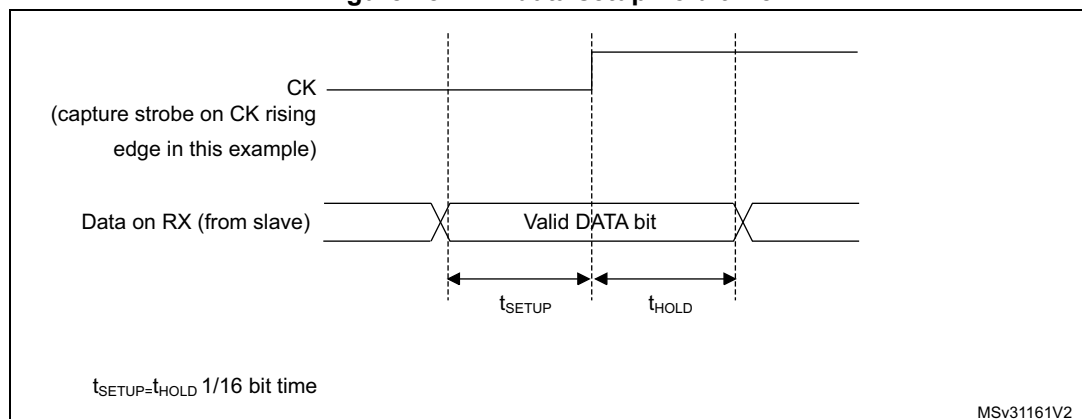 CK
(capture strobe on CK rising
edge in this example)
Data on RX (from slave)
Valid DATA bit
tSETUP
tHOLD
tSETUP=tHOLD 1/16 bit time
MSv31161V2